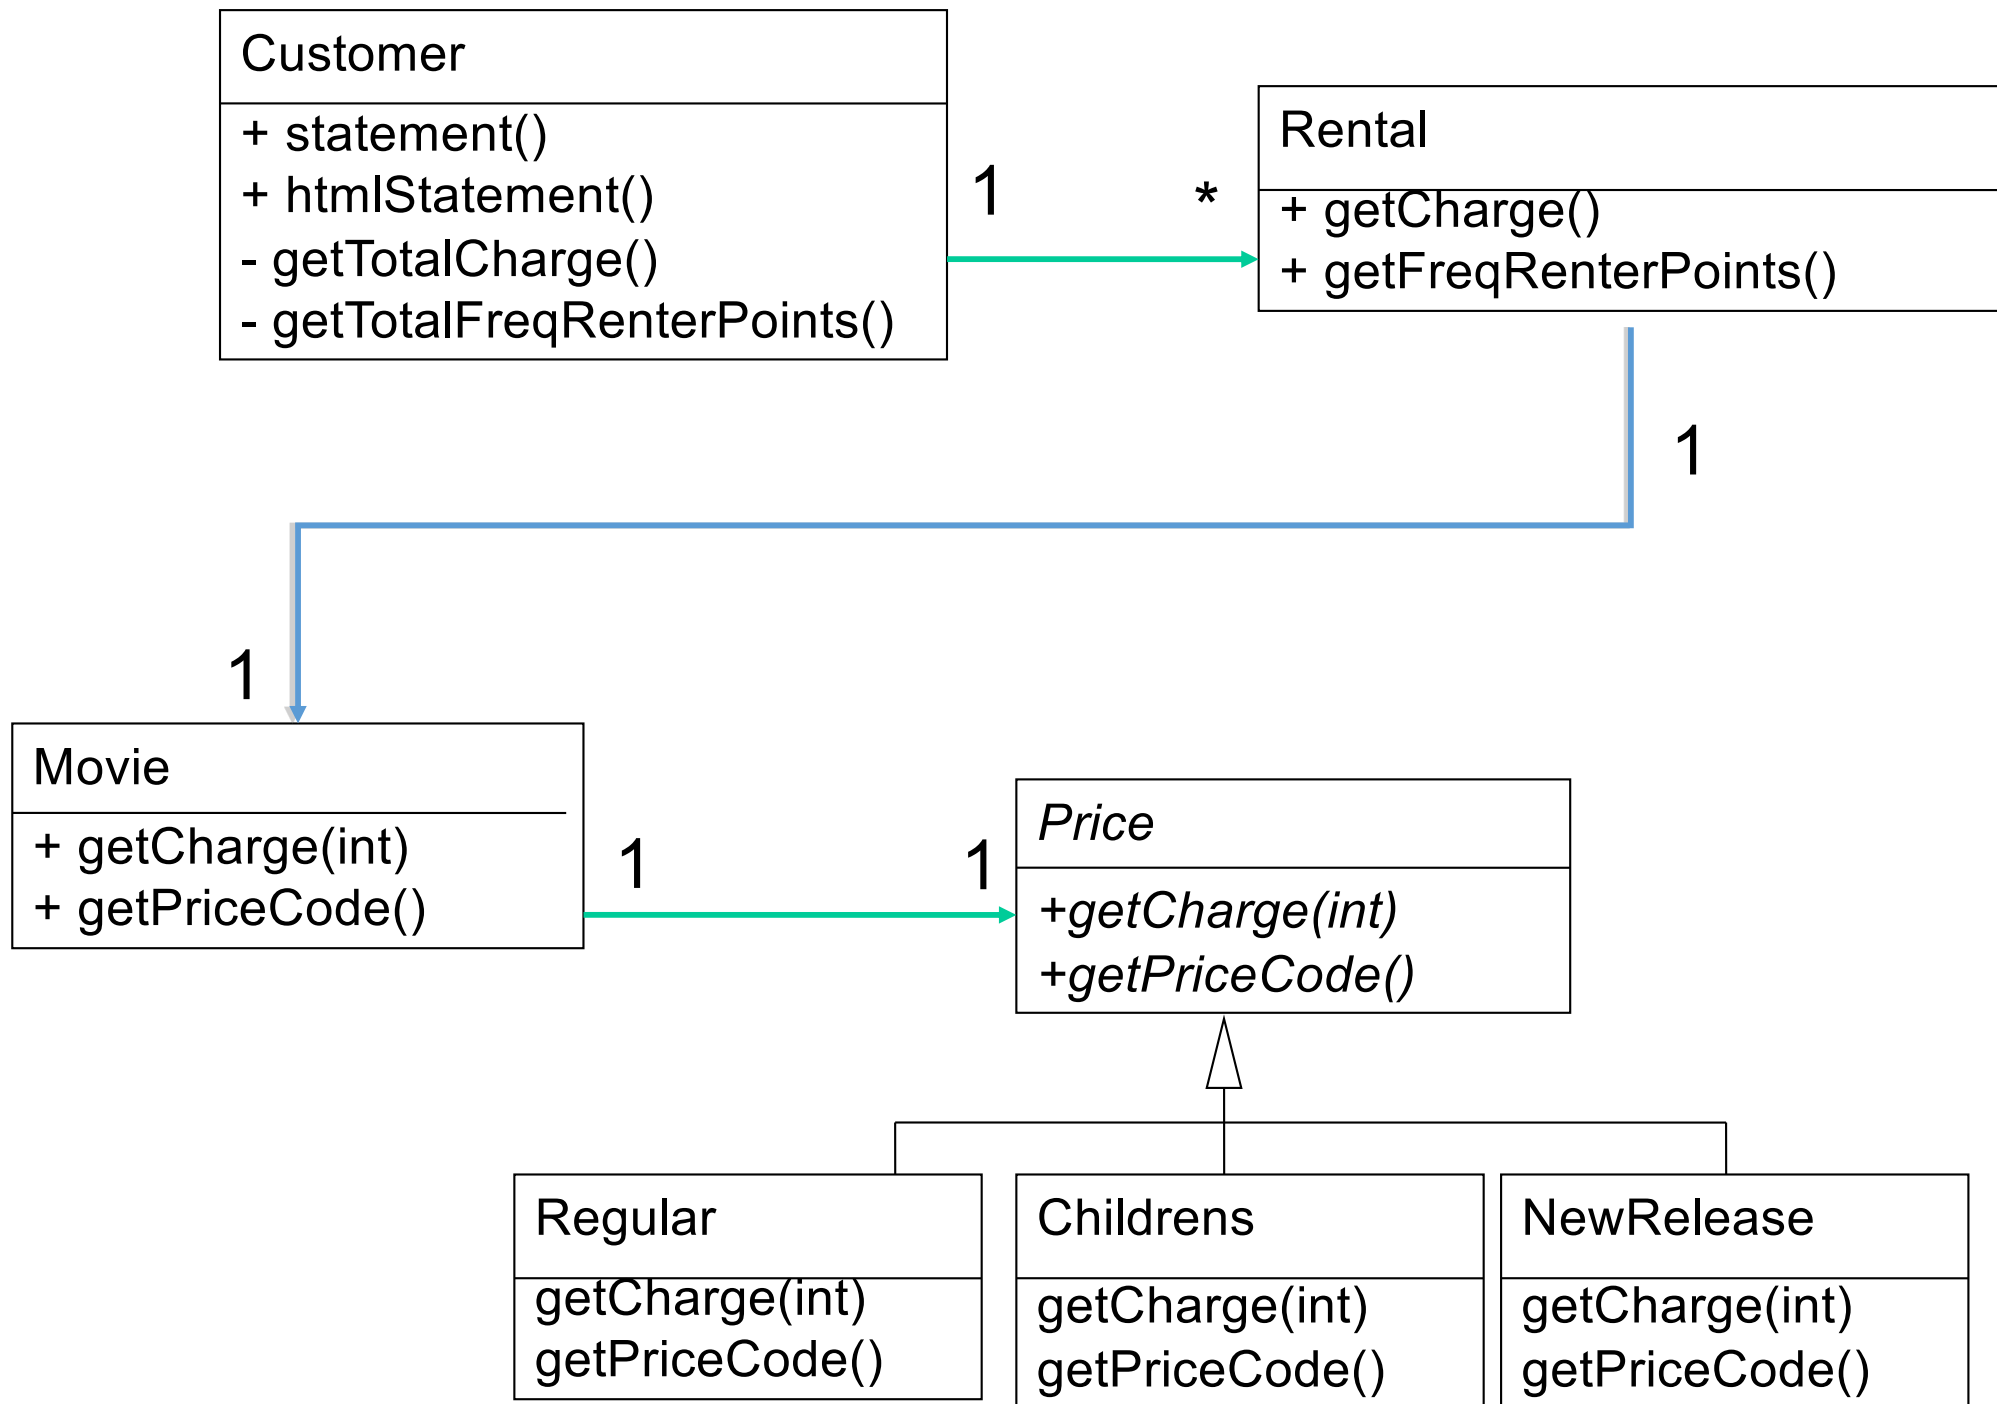 Customer
+ statement()
+ htmlStatement()
- getTotalCharge()
- getTotalFreqRenterPoints()
1
*
Rental
+ getCharge()
+ getFreqRenterPoints()
1
1
Movie
+ getCharge(int)
+ getPriceCode()
1
1
Price
+getCharge(int)
+getPriceCode()
Regular
getCharge(int)
getPriceCode()
Childrens
getCharge(int)
getPriceCode()
NewRelease
getCharge(int)
getPriceCode()